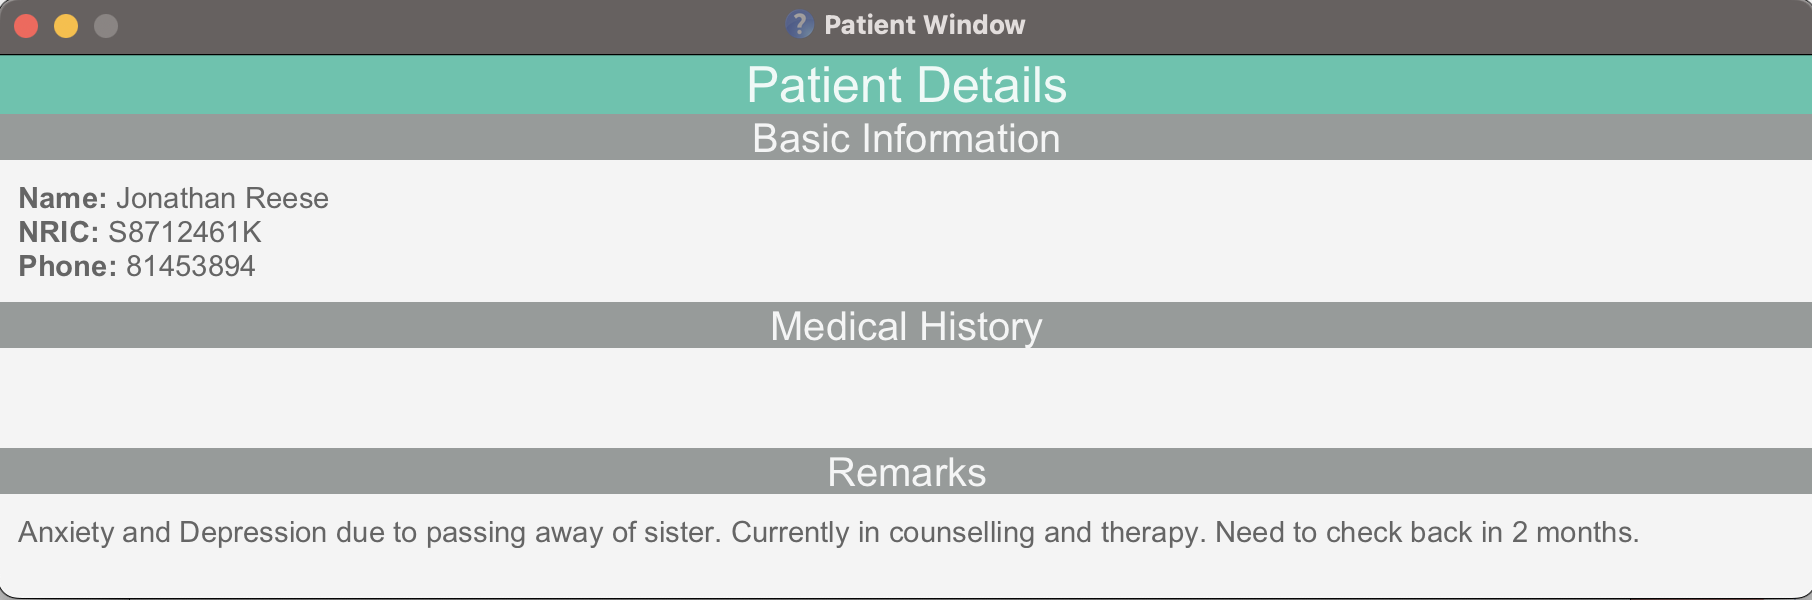 Patient Window
Patient Details
Basic Information
Name: Jonathan Reese
NRIC: S8712461K
Phone: 81453894
Medical History
Remarks
Anxiety and Depression due to passing away of sister. Currently in counselling and therapy. Need to check back in 2 months.